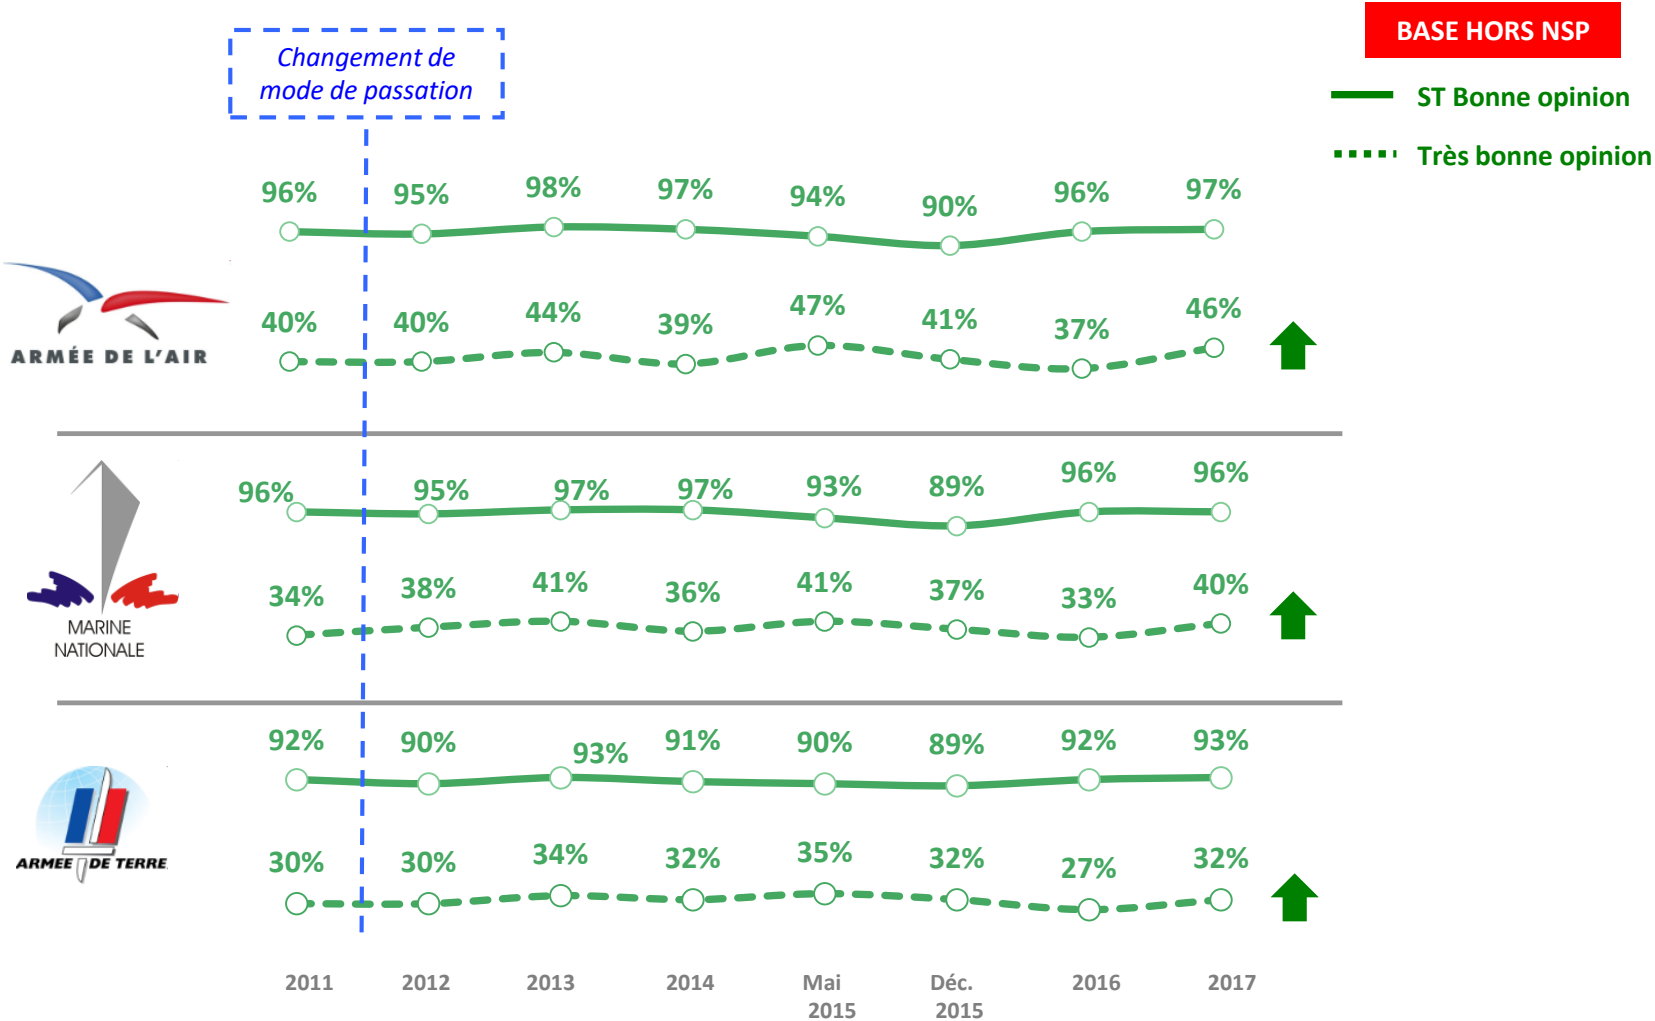 BASE HORS NSP
Changement de
mode de passation
ST Bonne opinion
Très bonne opinion
96% 95% 98% 97% 94% 90% 96% 97%
40% 40% 44% 39% 47% 41% 37% 46%
ARMÉE DE L'AIR
96% 95% 97% 97% 93% 89% 96% 96%
34% 38% 41% 36% 41% 37% 33% 40%
MARINE
NATIONALE
92% 90% 93% 91% 90% 89% 92% 93%
30% 30% 34% 32% 35% 32% 27% 32%
ARMEE DE TERRE
2011 2012 2013 2014 Mai Déc. 2016 2017
2015 2015